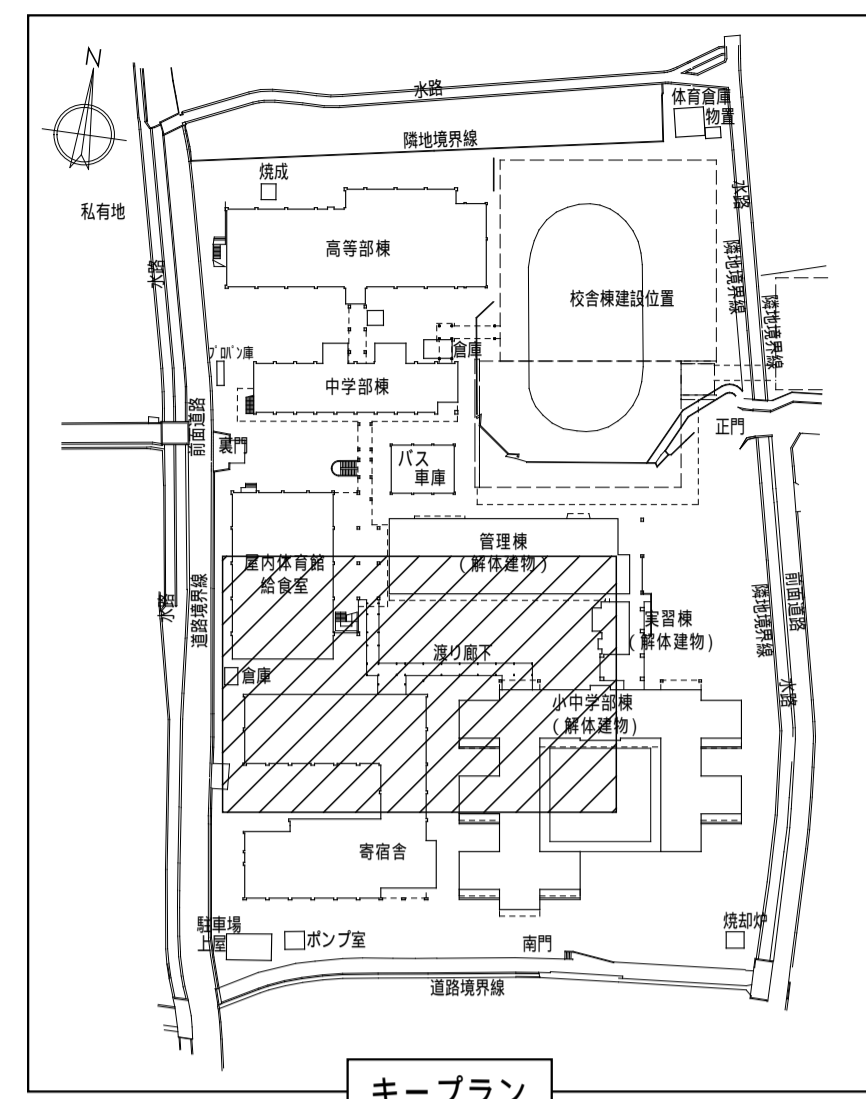 N
水路
体育倉庫
物置
隣地境界線
焼成
私有地
水路
高等部棟
水路
隣地境界線
隣地境界線
校舎棟建設位置
プロパン庫
倉庫
中学部棟
前面道路
裏門
正門
バス
車庫
管理棟
(解体建物)
屋内体育館
給食室
水路
道路境界線
前面道路
隣地境界線
実習棟
(解体建物)
渡り廊下
倉庫
水路
小中学部棟
(解体建物)
寄宿舎
駐車場
上屋
ポンプ室
南門
焼却炉
道路境界線
キープラン